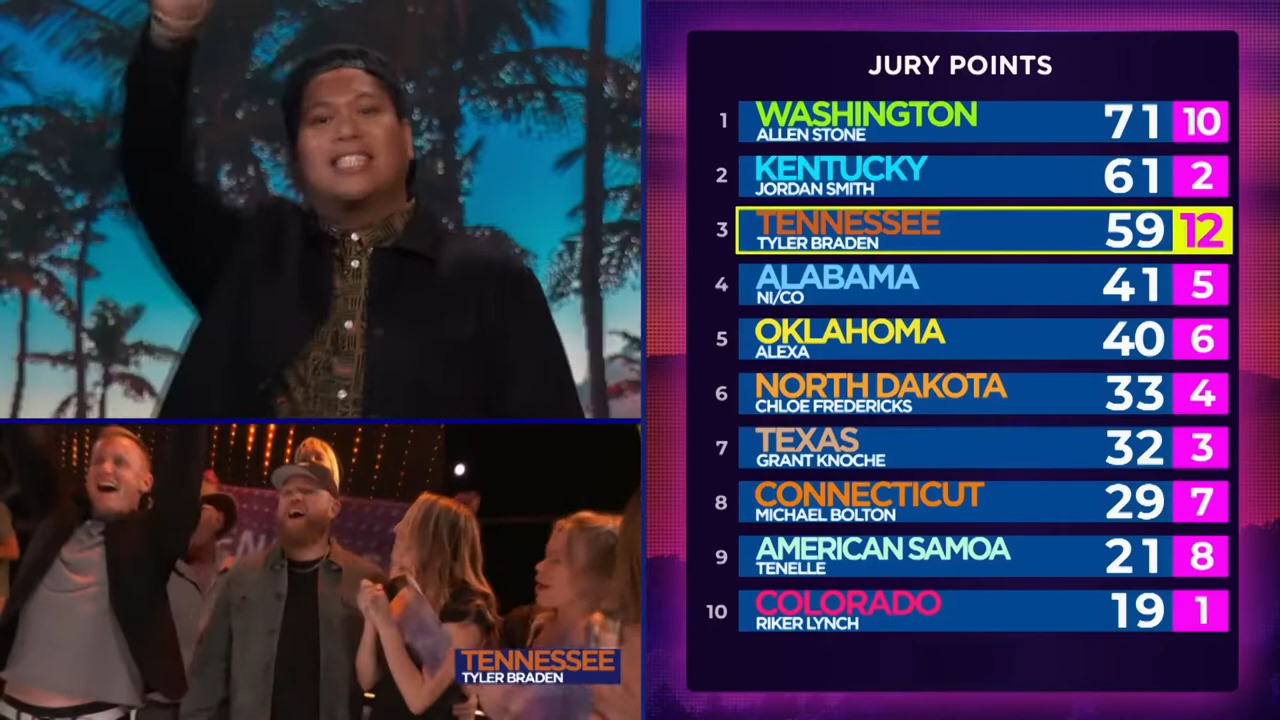 JURY POINTS
1 WASHINGTON 71 10
ALLEN STONE
2 KENTUCKY 61 2
JORDAN SMITH
3 TENNESSEE 59 12
TYLER BRADEN
4 ALABAMA 41 5
NI/CO
5 OKLAHOMA 40 6
ALEXA
6 NORTH DAKOTA 33 4
CHLOE FREDERICKS
7 TEXAS 32 3
GRANT KNOCHE
8 CONNECTICUT 29 7
MICHAEL BOLTON
9 AMERICAN SAMOA 21 8
TENELLE
10 COLORADO 19 1
RIKER LYNCH
TENNESSEE
TYLER BRADEN